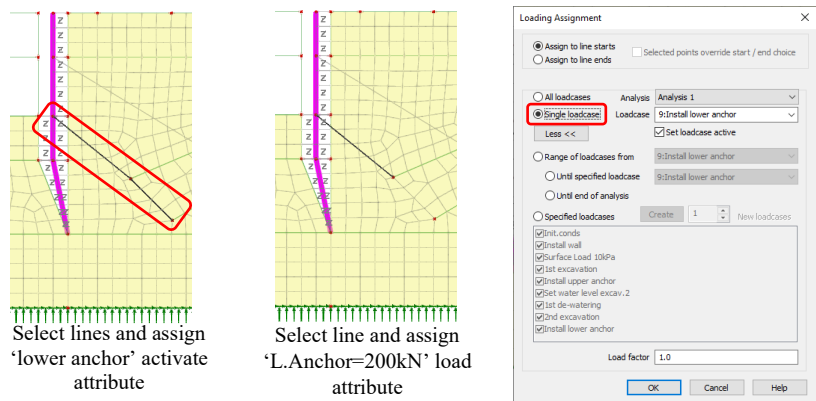 Select lines and assign
‘lower anchor’ activate
attribute
Select line and assign
‘L.Anchor=200kN’ load
attribute
Loading Assignment
Assign to line starts
Assign to line ends
Selected points override start / end choice
All loadcases
Analysis
Analysis 1
Single loadcase
Loadcase
9:Install lower anchor
Less <<
Set loadcase active
Range of loadcases from
9:Install lower anchor
Until specified loadcase
9:Install lower anchor
Until end of analysis
Specified loadcases
Create
1
New loadcases
Init.conds
Install wall
Surface Load 10kPa
1st excavation
Install upper anchor
Set water level excav.2
1st de-watering
2nd excavation
Install lower anchor
Load factor
1.0
OK
Cancel
Help